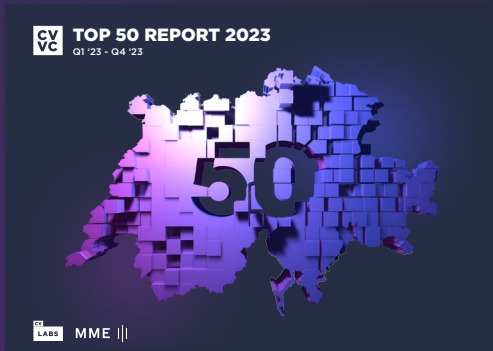 CV
VC
TOP 50 REPORT 2023
Q1 ‘23 - Q4 ‘23
50
CV
LABS
MME